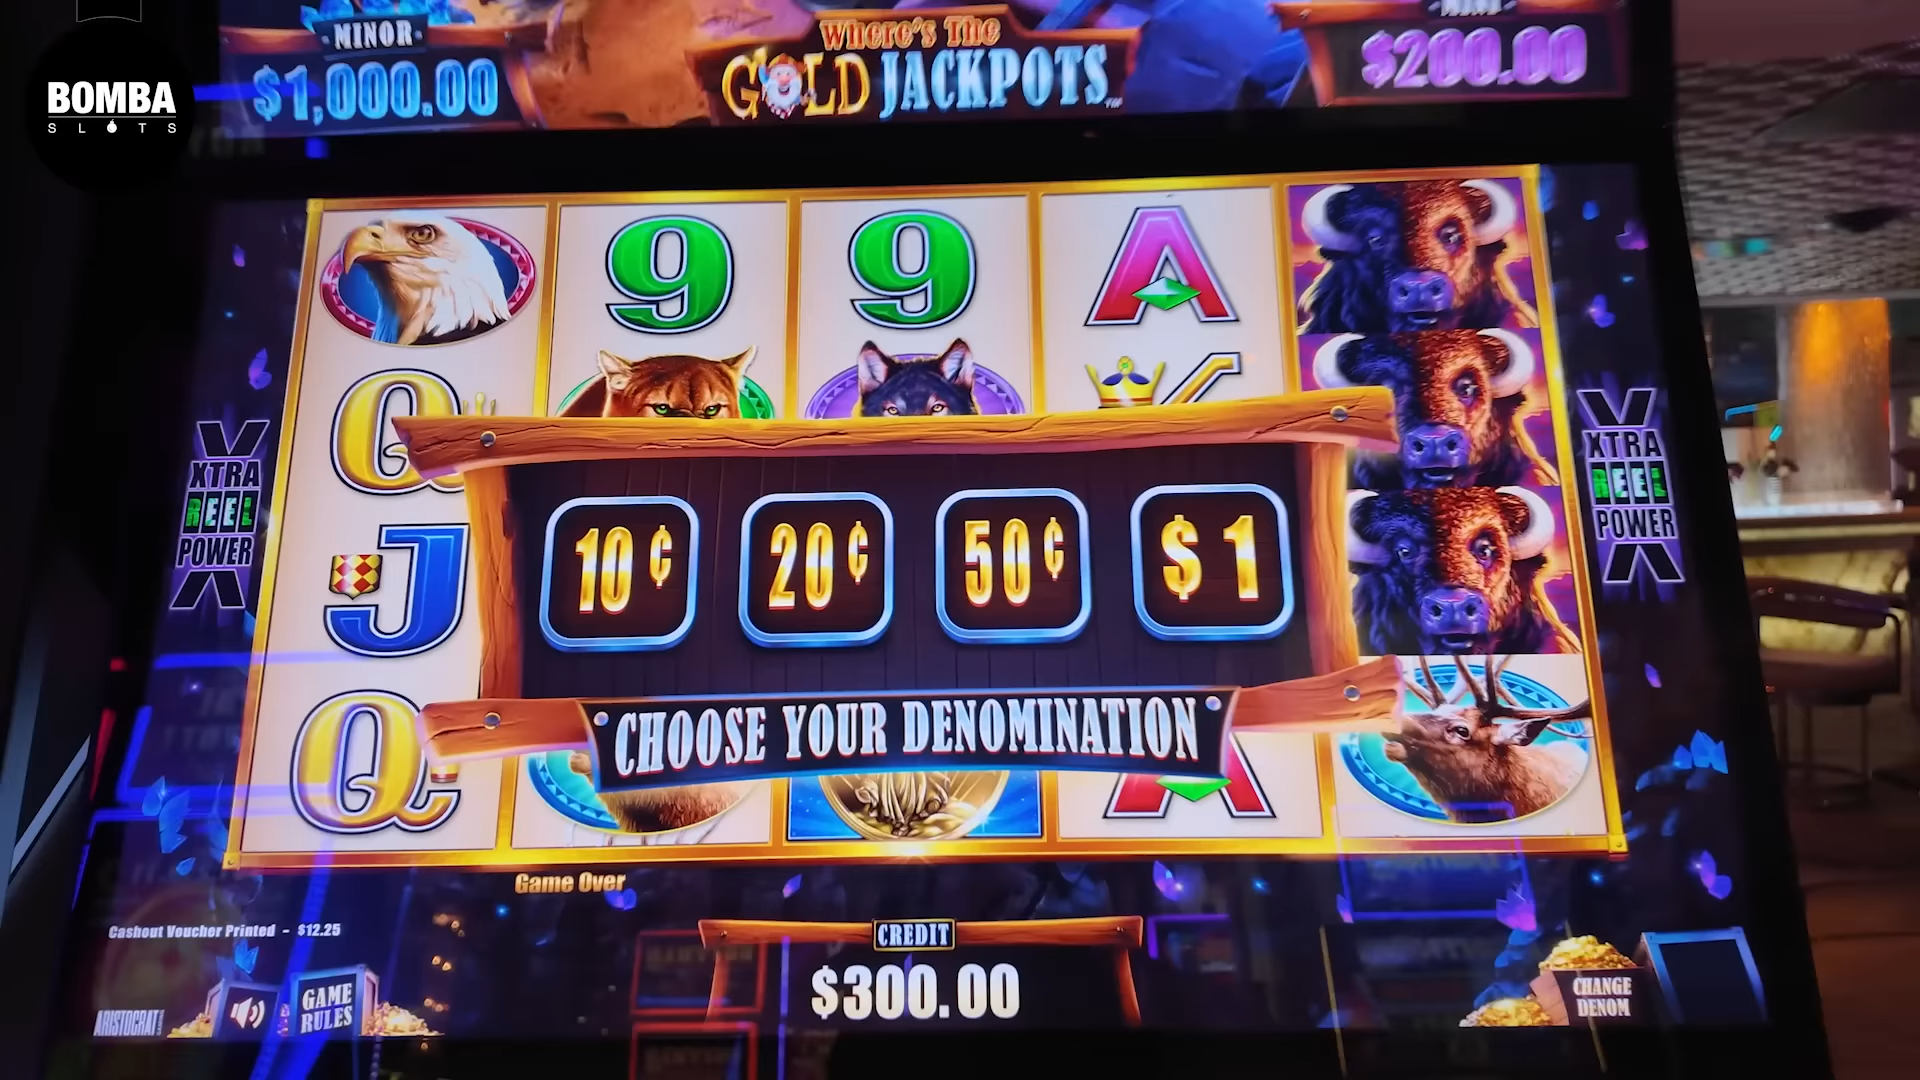 MINOR
$1,000.00
WHERE'S THE
GOLD JACKPOTS™
$200.00
BOMBA
SLOTS
9
9
A
Q
J
Q
A
XTRA
REEL
POWER
XTRA
REEL
POWER
10¢
20¢
50¢
$1
CHOOSE YOUR DENOMINATION
Game Over
Cashout Voucher Printed - $12.25
CREDIT
$300.00
ARISTOCRAT
GAME
RULES
CHANGE
DENOM